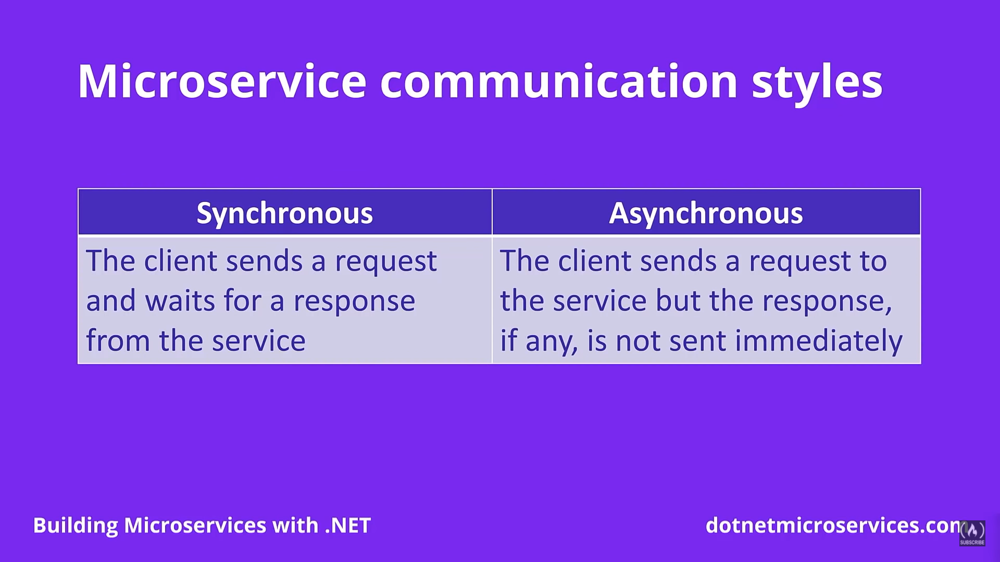 Microservice communication styles
Synchronous
Asynchronous
The client sends a request
and waits for a response
from the service
The client sends a request to
the service but the response,
if any, is not sent immediately
Building Microservices with .NET
dotnetmicroservices.com
SUBSCRIBE